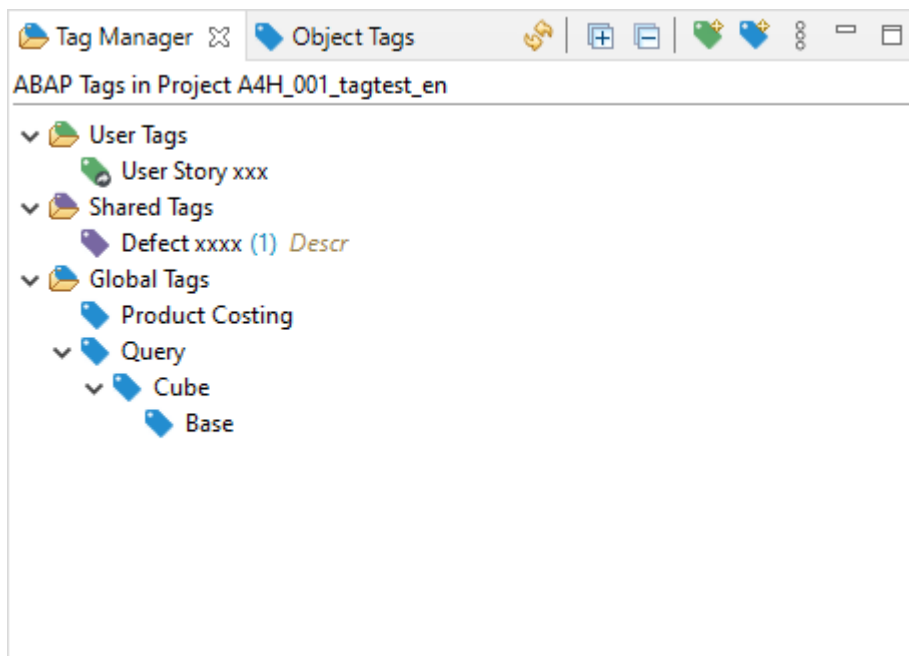 Tag Manager Object Tags
ABAP Tags in Project A4H_001_tagtest_en
User Tags
User Story xxx
Shared Tags
Defect xxxx (1) Descr
Global Tags
Product Costing
Query
Cube
Base